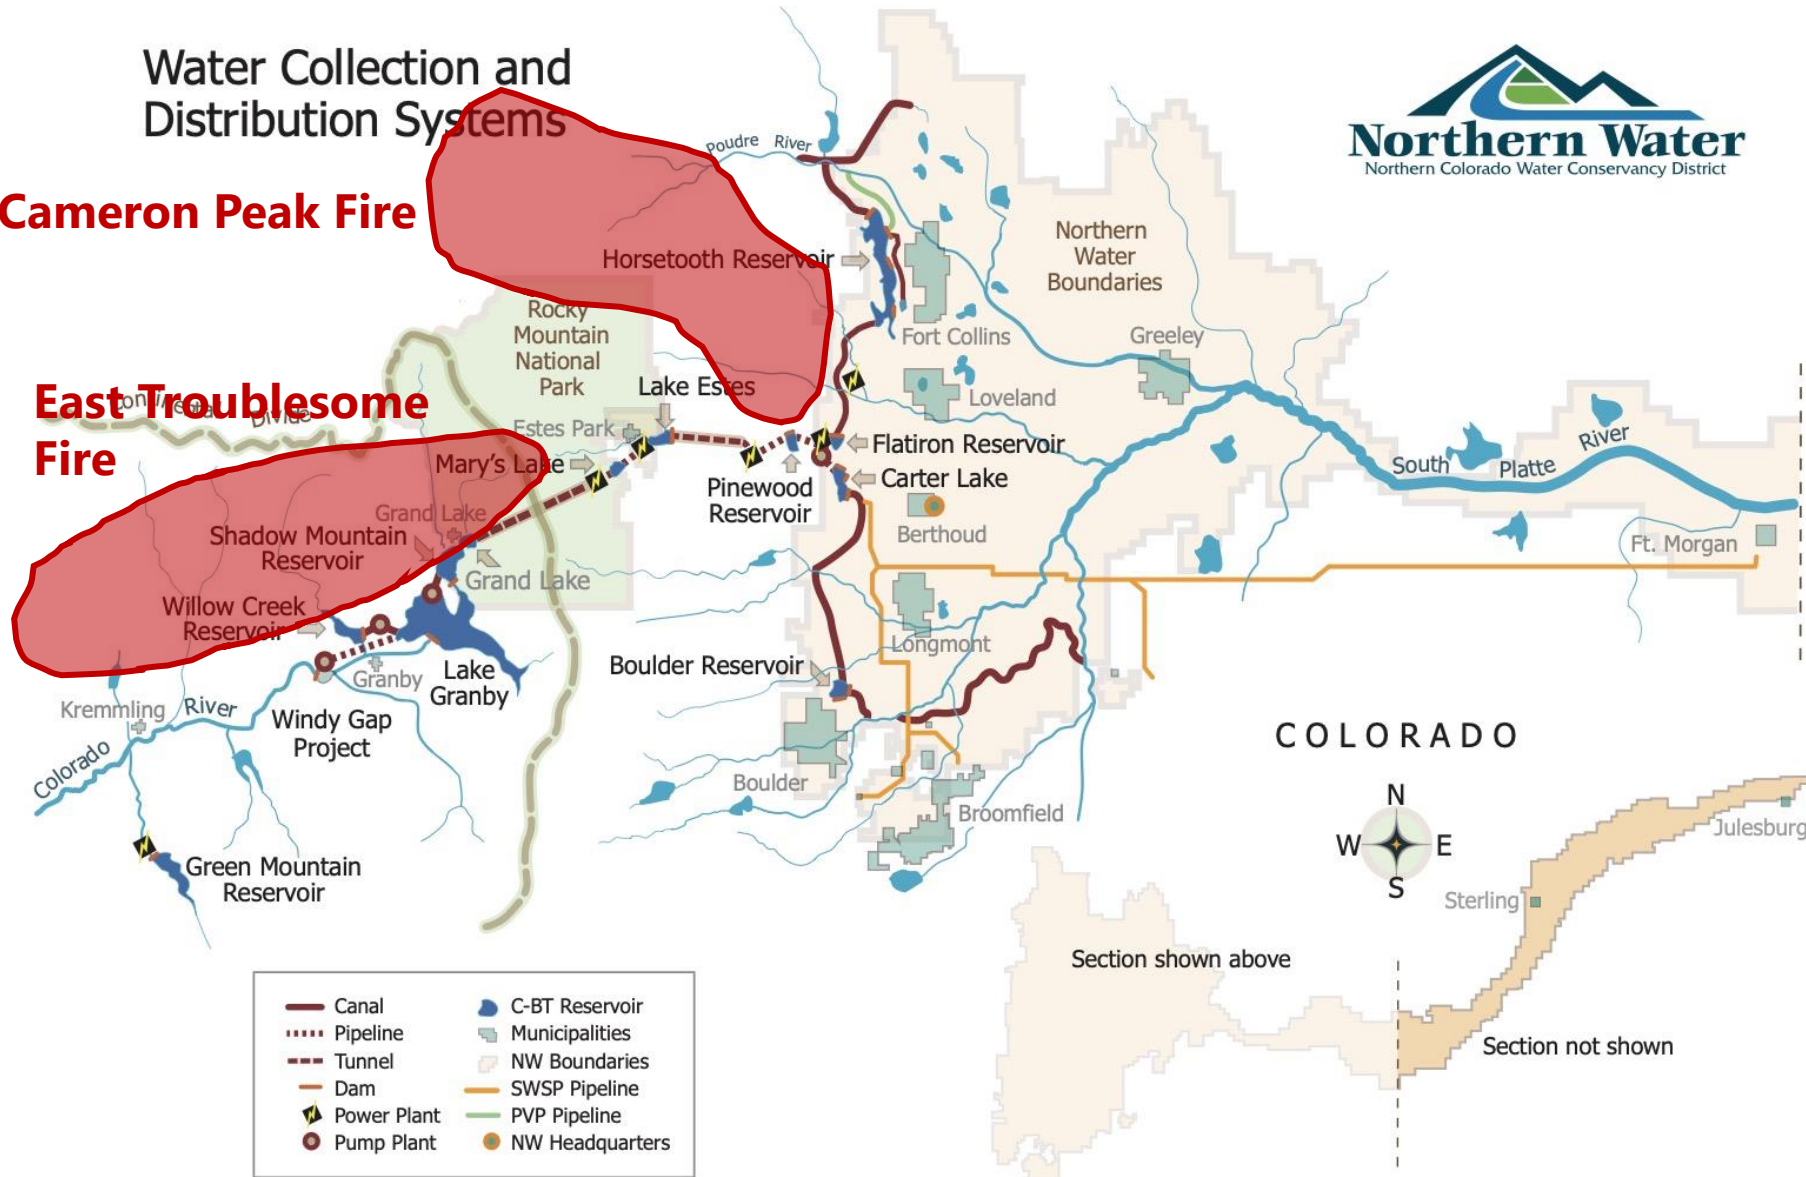 Water Collection and
Distribution Systems
Northern Water
Northern Colorado Water Conservancy District
Cameron Peak Fire
Poudre River
Horsetooth Reservoir
Northern
Water
Boundaries
Rocky
Mountain
National
Park
Fort Collins
Greeley
East Troublesome
Fire
Continental Divide
Lake Estes
Loveland
Estes Park
Mary's Lake
Flatiron Reservoir
Carter Lake
Pinewood
Reservoir
Berthoud
South Platte River
Ft. Morgan
Grand Lake
Shadow Mountain
Reservoir
Grand Lake
Willow Creek
Reservoir
Longmont
Boulder Reservoir
Lake
Granby
Granby
Kremmling
Colorado River
Windy Gap
Project
COLORADO
Boulder
Broomfield
Green Mountain
Reservoir
N
W E
S
Julesburg
Sterling
Section shown above
Section not shown
Canal
Pipeline
Tunnel
Dam
Power Plant
Pump Plant
C-BT Reservoir
Municipalities
NW Boundaries
SWSP Pipeline
PVP Pipeline
NW Headquarters